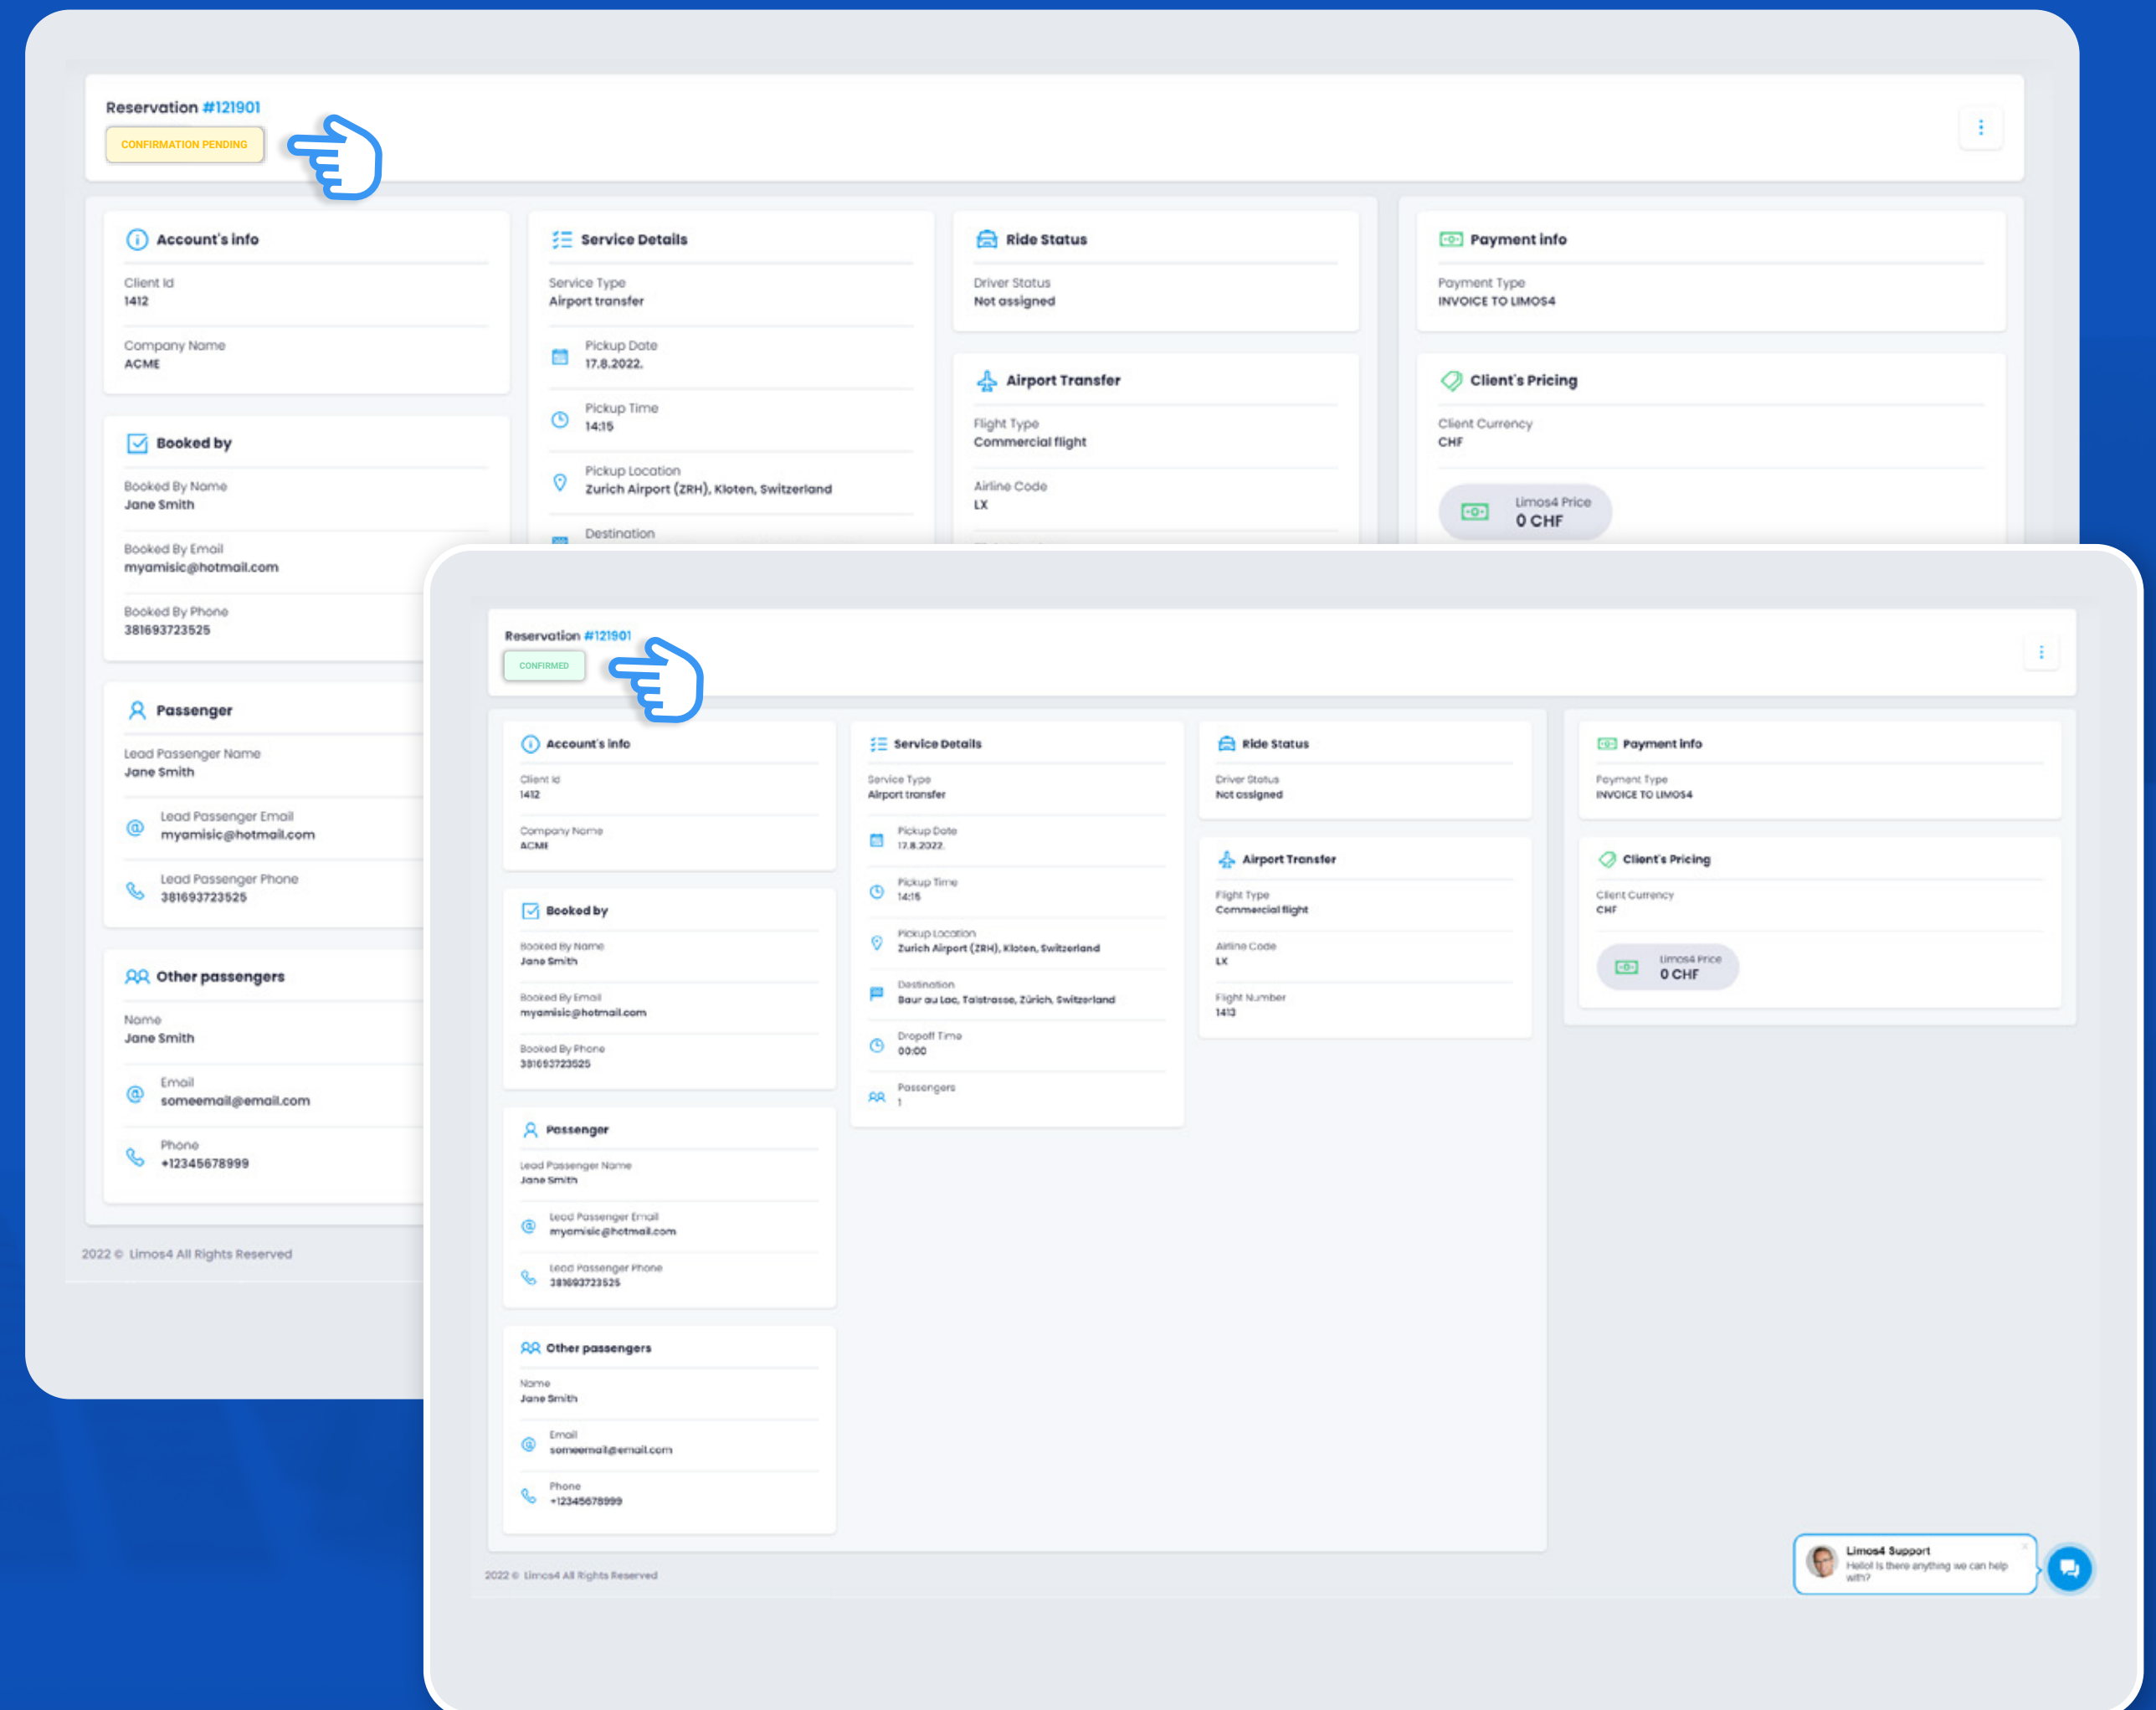 Reservation #121901
CONFIRMATION PENDING
Account's info
Client Id
1412
Company Name
ACME
Booked by
Booked By Name
Jane Smith
Booked By Email
myamisic@hotmail.com
Booked By Phone
381693723525
Passenger
Lead Passenger Name
Jane Smith
Lead Passenger Email
myamisic@hotmail.com
Lead Passenger Phone
381693723525
Other passengers
Name
Jane Smith
Email
someemail@email.com
Phone
+12345678999
2022 © Limos4 All Rights Reserved
Service Details
Service Type
Airport transfer
Pickup Date
17.8.2022.
Pickup Time
14:15
Pickup Location
Zurich Airport (ZRH), Kloten, Switzerland
Destination
Ride Status
Driver Status
Not assigned
Airport Transfer
Flight Type
Commercial flight
Airline Code
LX
Payment info
Payment Type
INVOICE TO LIMOS4
Client's Pricing
Client Currency
CHF
Limos4 Price
0 CHF
Reservation #121901
CONFIRMED
Account's info
Client Id
1412
Company Name
ACME
Booked by
Booked By Name
Jane Smith
Booked By Email
myamisic@hotmail.com
Booked By Phone
381693723525
Passenger
Lead Passenger Name
Jane Smith
Lead Passenger Email
myamisic@hotmail.com
Lead Passenger Phone
381693723525
Other passengers
Name
Jane Smith
Email
someemail@email.com
Phone
+12345678999
2022 © Limos4 All Rights Reserved
Service Details
Service Type
Airport transfer
Pickup Date
17.8.2022.
Pickup Time
14:15
Pickup Location
Zurich Airport (ZRH), Kloten, Switzerland
Destination
Baur au Lac, Talstrasse, Zürich, Switzerland
Dropoff Time
00:00
Passengers
1
Ride Status
Driver Status
Not assigned
Airport Transfer
Flight Type
Commercial flight
Airline Code
LX
Flight Number
1413
Payment info
Payment Type
INVOICE TO LIMOS4
Client's Pricing
Client Currency
CHF
Limos4 Price
0 CHF
Limos4 Support
Hello! Is there anything we can help
with?